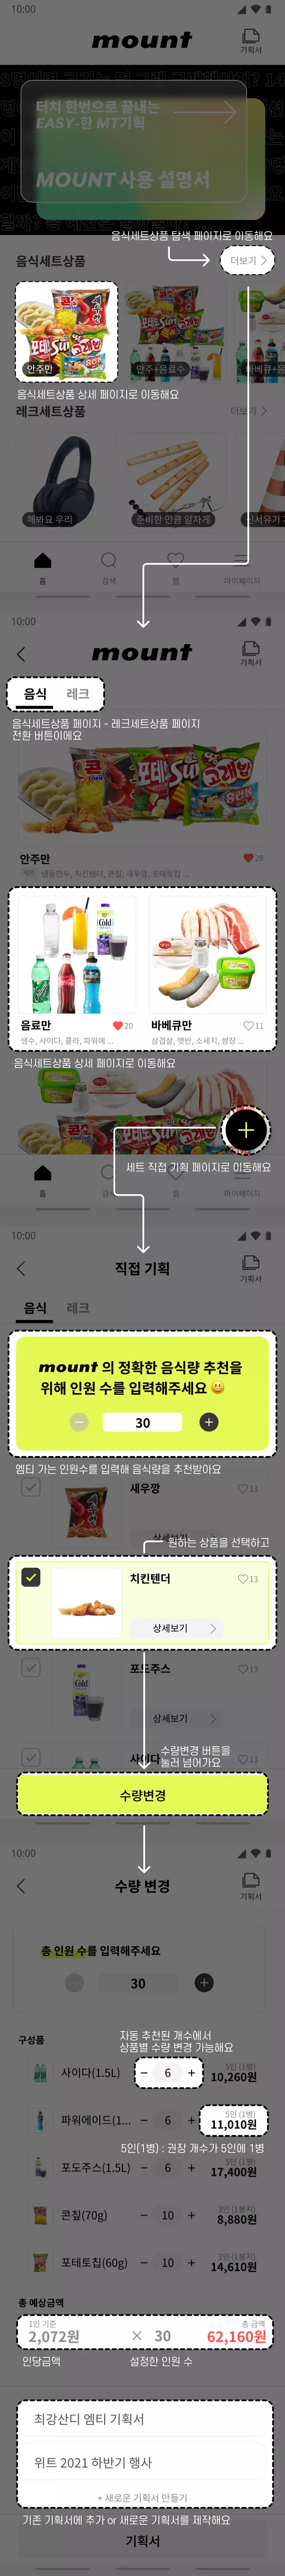 10:00
mount
기획서
터치 한번으로 끝내는
EASY-한 MT기획
MOUNT 사용 설명서
음식세트상품 탐색 페이지로 이동해요
음식세트상품
더보기
안주만
안주+음료수
음식세트상품 상세 페이지로 이동해요
레크세트상품
더보기
해봐요 우리
준비한 만큼 알차게
홈
검색
찜
마이페이지
10:00
mount
기획서
음식
레크
음식세트상품 페이지 - 레크세트상품 페이지
전환 버튼이에요
안주만
28
세트
냉동만두, 치킨텐더, 콘칩, 새우깡, 포테토칩 ...
음료만
20
생수, 사이다, 콜라, 파워에 ...
바베큐만
11
삼겹살, 햇반, 소세지, 쌈장 ...
음식세트상품 상세 페이지로 이동해요
세트 직접 기획 페이지로 이동해요
홈
찜
마이페이지
10:00
직접 기획
기획서
음식
레크
mount 의 정확한 음식량 추천을
위해 인원 수를 입력해주세요 😃
30
엠티 가는 인원수를 입력해 음식량을 추천받아요
새우깡
13
원하는 상품을 선택하고
치킨텐더
13
상세보기
포도주스
13
상세보기
수량변경 버튼을
눌러 넘어가요
사이다
13
수량변경
10:00
수량 변경
기획서
총 인원 수를 입력해주세요
30
구성품
자동 추천된 개수에서
상품별 수량 변경 가능해요
사이다(1.5L)
− 6 +
5인 (1병)
10,260원
파워에이드(1...
− 6 +
5인 (1병)
11,010원
5인(1병) : 권장 개수가 5인에 1병
포도주스(1.5L)
− 6 +
5인 (1병)
17,400원
콘칲(70g)
− 10 +
3인 (1봉지)
8,880원
포테토칩(60g)
− 10 +
3인 (1봉지)
14,610원
총 예상금액
1인 기준
2,072원
× 30
총 금액
62,160원
인당금액
설정한 인원 수
최강산디 엠티 기획서
위트 2021 하반기 행사
+ 새로운 기획서 만들기
기존 기획서에 추가 or 새로운 기획서를 제작해요
기획서